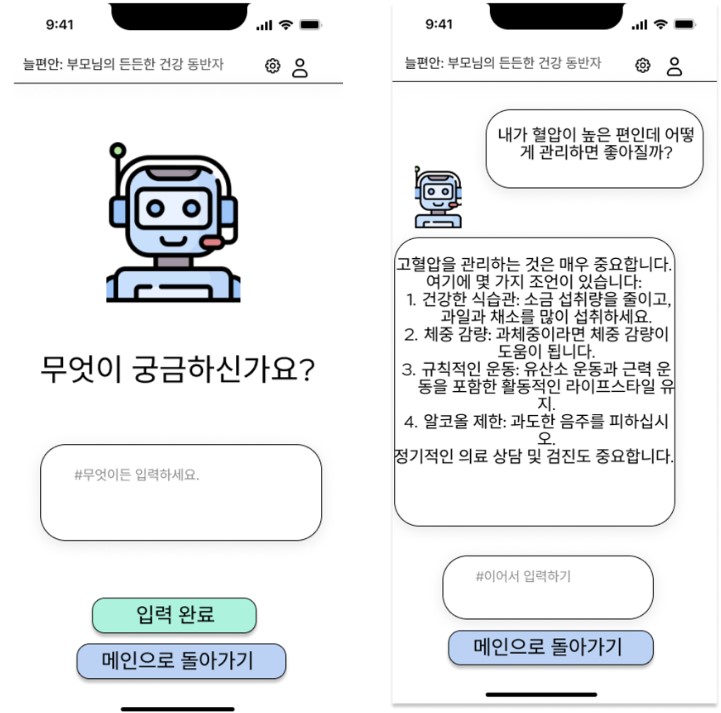 9:41
늘편안: 부모님의 든든한 건강 동반자
무엇이 궁금하신가요?
#무엇이든 입력하세요.
입력 완료
메인으로 돌아가기
9:41
늘편안: 부모님의 든든한 건강 동반자
내가 혈압이 높은 편인데 어떻
게 관리하면 좋아질까?
고혈압을 관리하는 것은 매우 중요합니다.
여기에 몇 가지 조언이 있습니다:
1. 건강한 식습관: 소금 섭취량을 줄이고,
과일과 채소를 많이 섭취하세요.
2. 체중 감량: 과체중이라면 체중 감량이
도움이 됩니다.
3. 규칙적인 운동: 유산소 운동과 근력 운
동을 포함한 활동적인 라이프스타일 유
지.
4. 알코올 제한: 과도한 음주를 피하십시
오.
정기적인 의료 상담 및 검진도 중요합니다.
#이어서 입력하기
메인으로 돌아가기